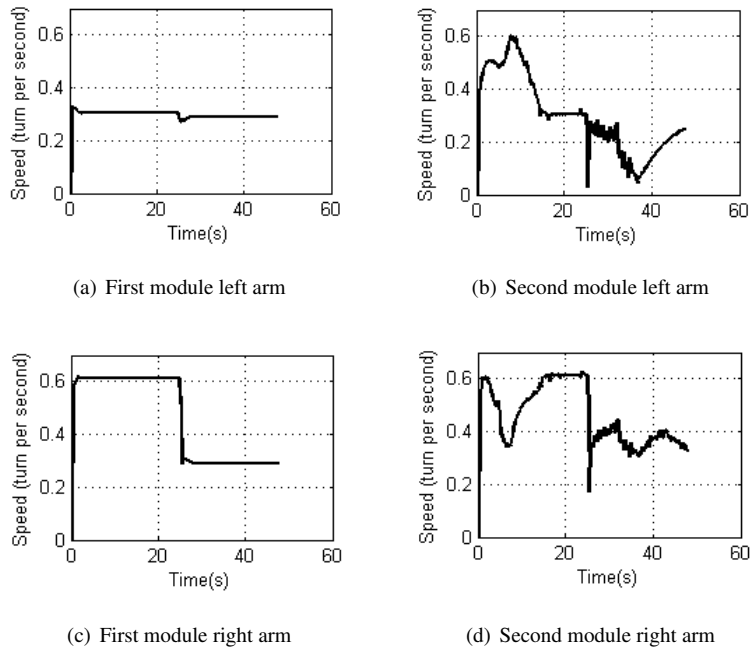 0.6
0.4
0.2
0
0 20 40 60
Speed (turn per second)
Time(s)
(a) First module left arm
0.6
0.4
0.2
0
0 20 40 60
Speed (turn per second)
Time(s)
(b) Second module left arm
0.6
0.4
0.2
0
0 20 40 60
Speed (turn per second)
Time(s)
(c) First module right arm
0.6
0.4
0.2
0
0 20 40 60
Speed (turn per second)
Time(s)
(d) Second module right arm